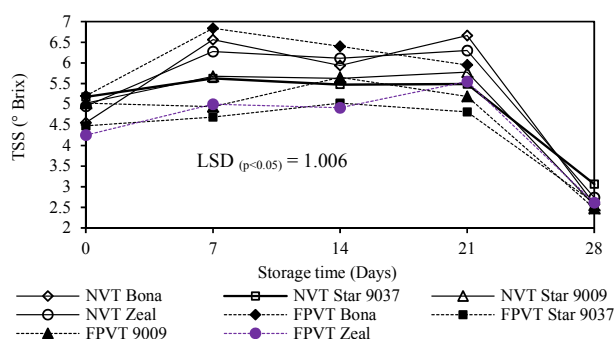 7
6.5
6
5.5
5
4.5
4
3.5
3
2.5
2
TSS (° Brix)
LSD (p<0.05) = 1.006
0 7 14 21 28
Storage time (Days)
NVT Bona NVT Star 9037 NVT Star 9009
NVT Zeal FPVT Bona FPVT Star 9037
FPVT 9009 FPVT Zeal